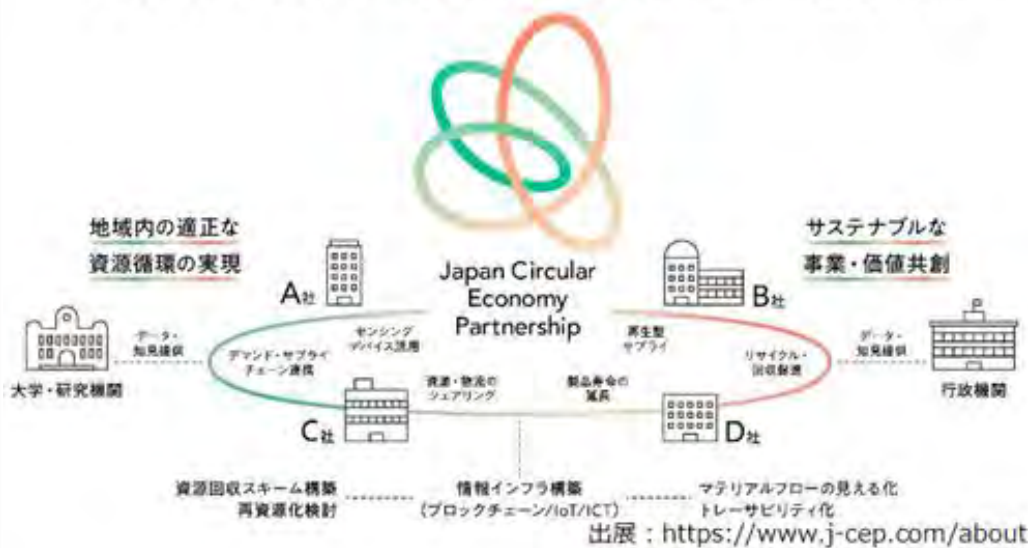 地域内の適正な
資源循環の実現
サステナブルな
事業・価値共創
Japan Circular
Economy
Partnership
A社
B社
C社
D社
大学・研究機関
データ・
知見提供
デマンド・サプライ
チェーン連携
センシング
デバイス活用
資源・物流の
シェアリング
製品寿命の
延長
再生型
サプライ
リサイクル・
回収促進
データ・
知見提供
行政機関
資源回収スキーム構築
再資源化検討
情報インフラ構築
(ブロックチェーン/IoT/ICT)
マテリアルフローの見える化
トレーサビリティ化
出展：https://www.j-cep.com/about